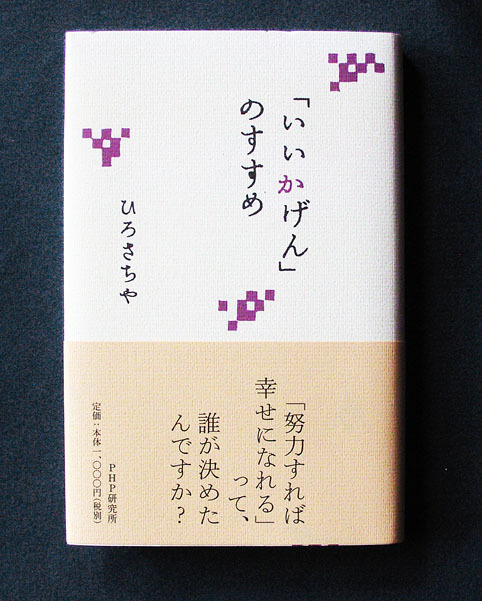 「いいかげん」
のすすめ
ひろさちや
「努力すれば
幸せになれる」
って、
誰が決めた
んですか？
PHP研究所
定価：本体一、〇〇〇円（税別）